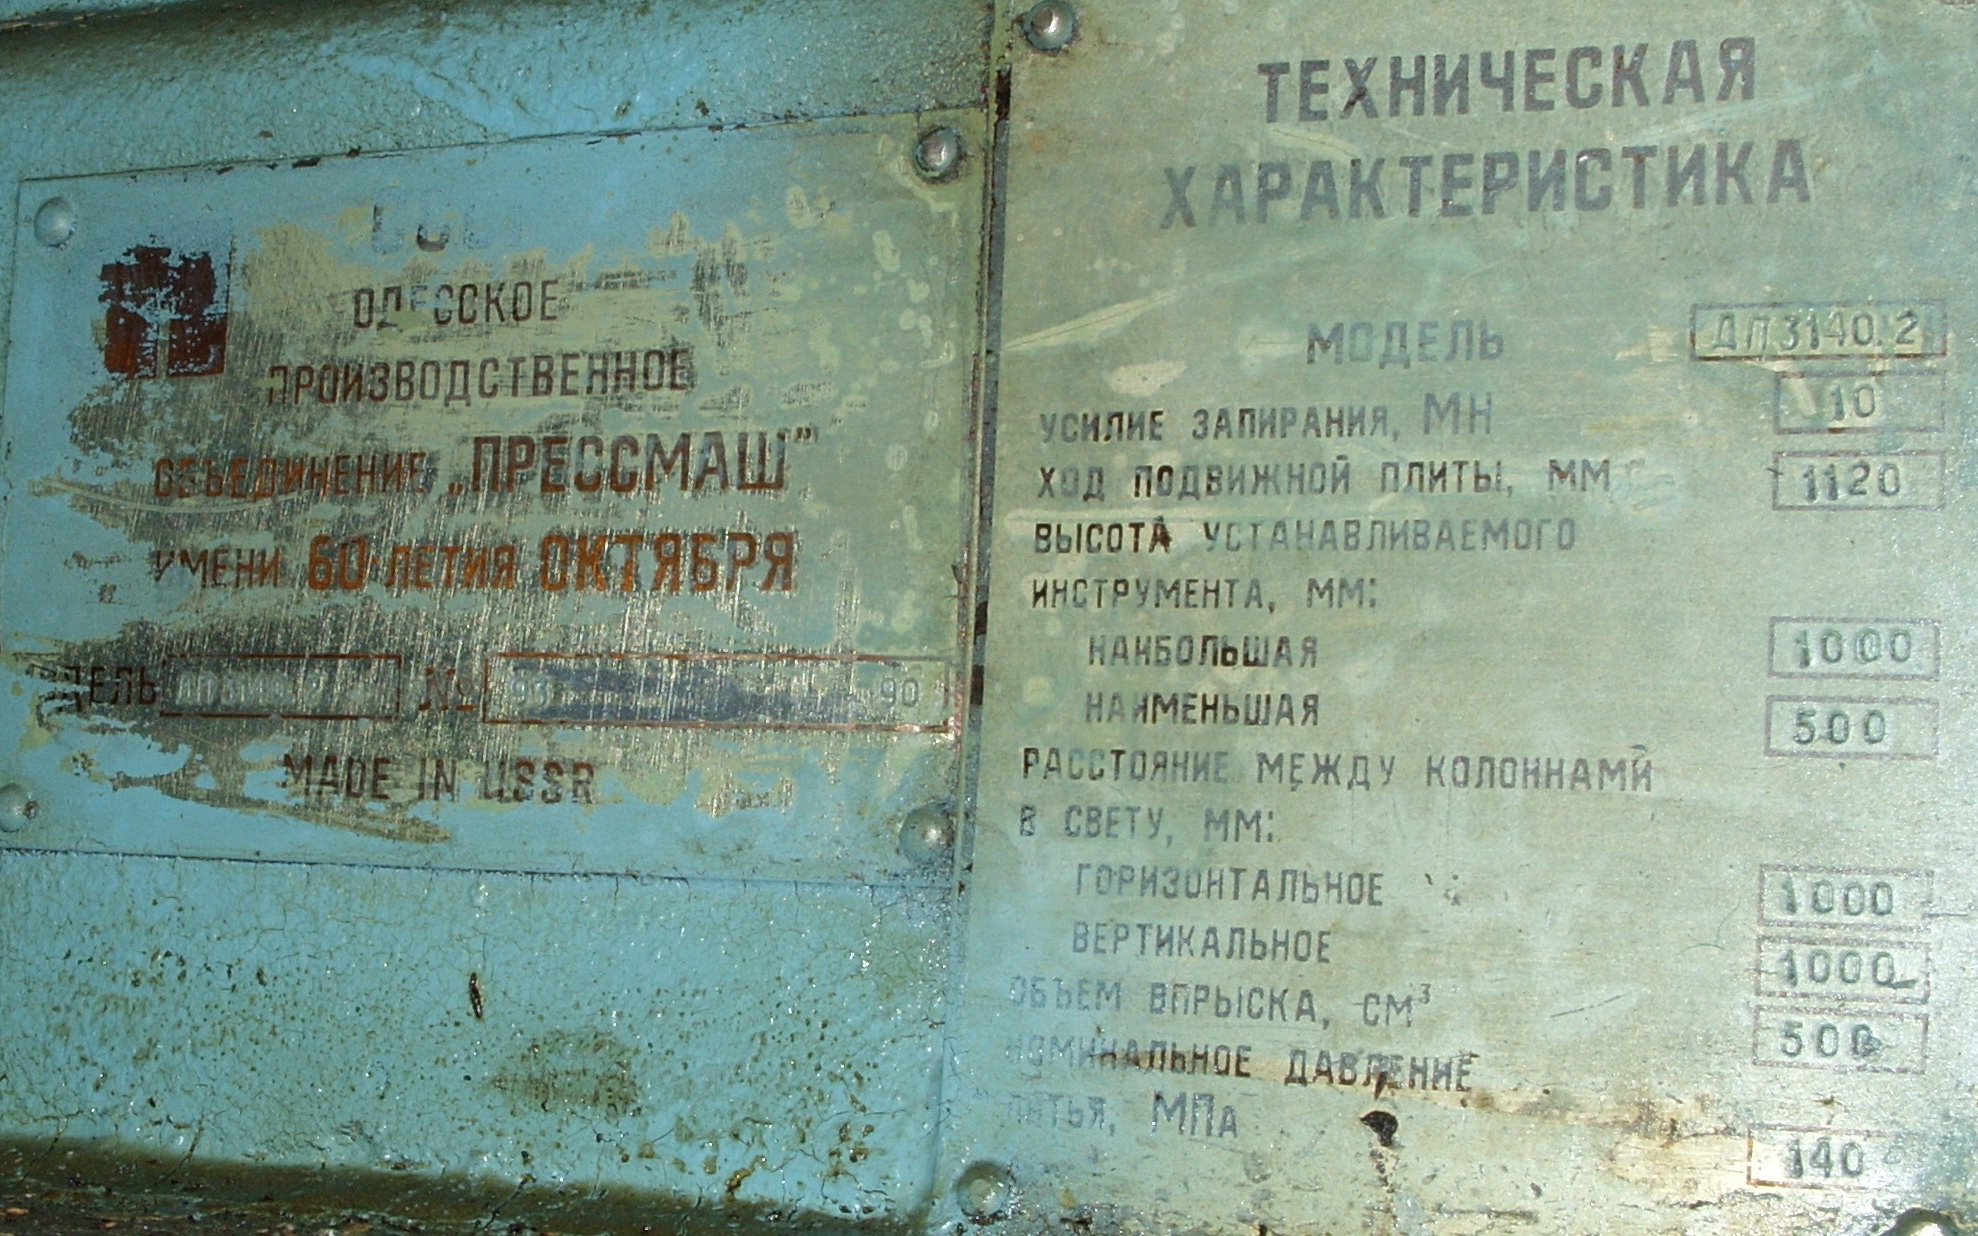 ОДЕССКОЕ
ПРОИЗВОДСТВЕННОЕ
ОБЪЕДИНЕНИЕ „ПРЕССМАШ”
ИМЕНИ 60-ЛЕТИЯ ОКТЯБРЯ
№ 90
MADE IN USSR
ТЕХНИЧЕСКАЯ
ХАРАКТЕРИСТИКА
МОДЕЛЬ ДП3140.2
УСИЛИЕ ЗАПИРАНИЯ, МН 10
ХОД ПОДВИЖНОЙ ПЛИТЫ, ММ 1120
ВЫСОТА УСТАНАВЛИВАЕМОГО
ИНСТРУМЕНТА, ММ:
НАИБОЛЬШАЯ 1000
НАИМЕНЬШАЯ 500
РАССТОЯНИЕ МЕЖДУ КОЛОННАМИ
В СВЕТУ, ММ:
ГОРИЗОНТАЛЬНОЕ 1000
ВЕРТИКАЛЬНОЕ 1000
ОБЪЕМ ВПРЫСКА, СМ³ 500
НОМИНАЛЬНОЕ ДАВЛЕНИЕ
ЛИТЬЯ, МПа 140